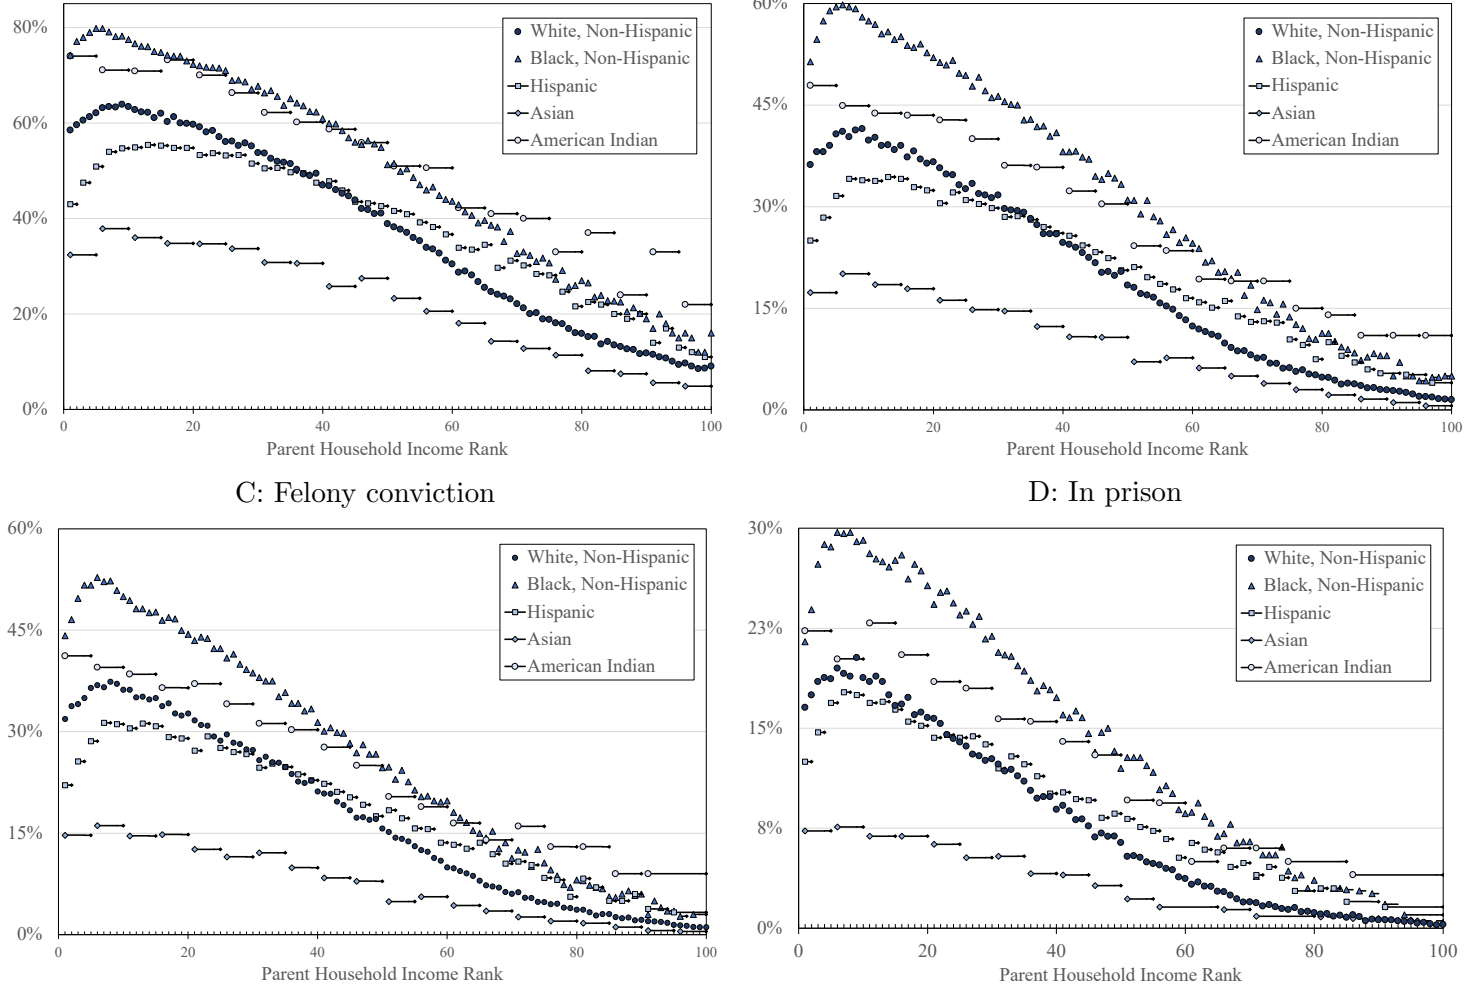 80%
60%
40%
20%
0%
0 20 40 60 80 100
Parent Household Income Rank
White, Non-Hispanic
Black, Non-Hispanic
Hispanic
Asian
American Indian
60%
45%
30%
15%
0%
0 20 40 60 80 100
Parent Household Income Rank
White, Non-Hispanic
Black, Non-Hispanic
Hispanic
Asian
American Indian
C: Felony conviction
60%
45%
30%
15%
0%
0 20 40 60 80 100
Parent Household Income Rank
White, Non-Hispanic
Black, Non-Hispanic
Hispanic
Asian
American Indian
D: In prison
30%
23%
15%
8%
0%
0 20 40 60 80 100
Parent Household Income Rank
White, Non-Hispanic
Black, Non-Hispanic
Hispanic
Asian
American Indian